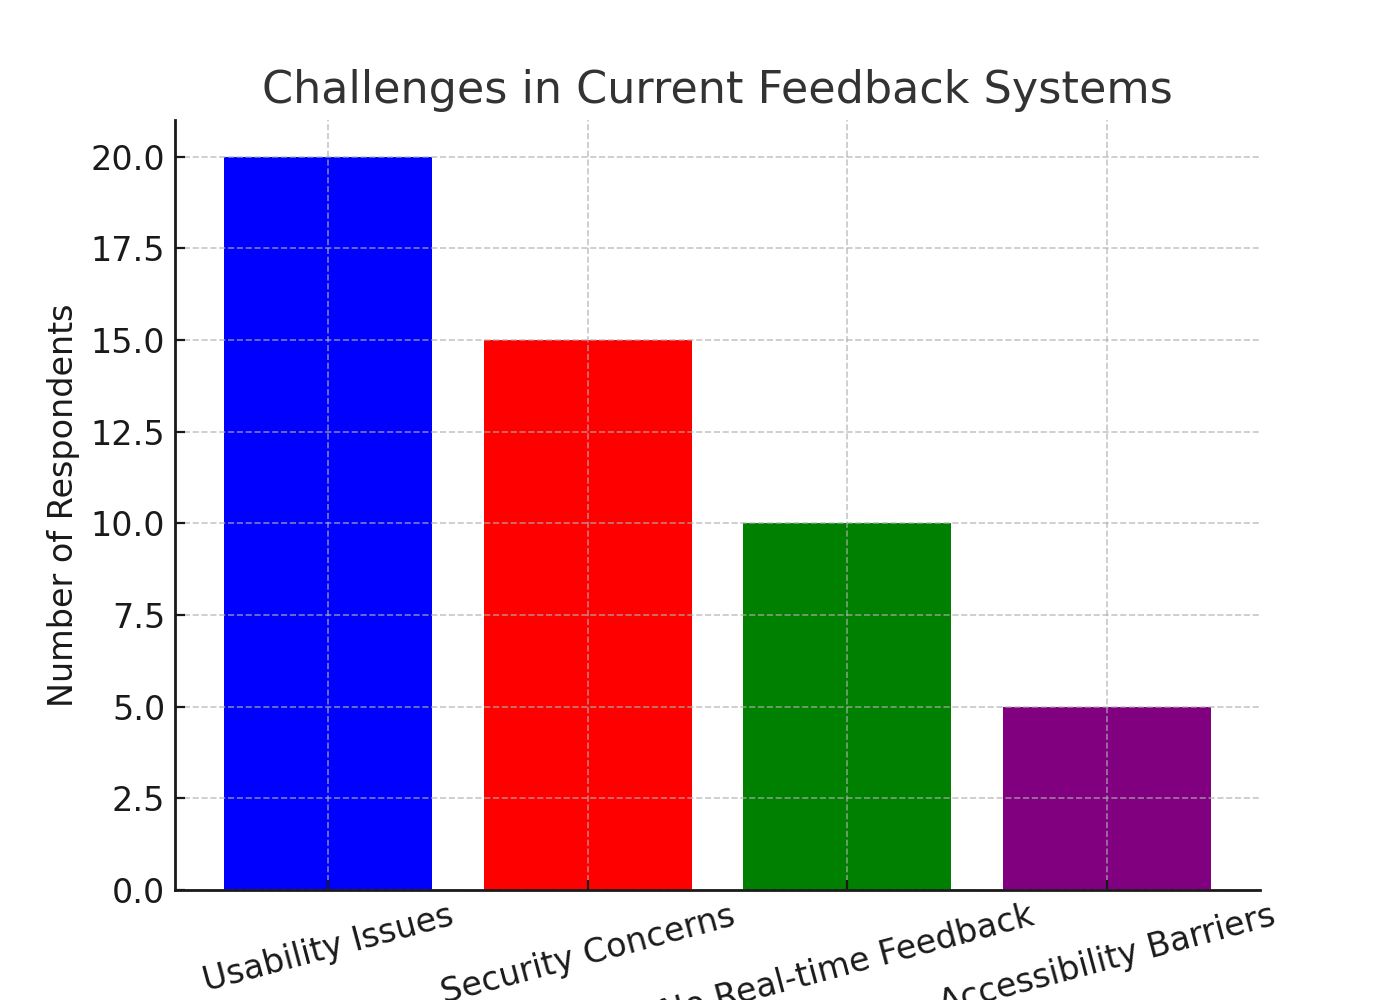 Challenges in Current Feedback Systems
Number of Respondents
20.0
17.5
15.0
12.5
10.0
7.5
5.0
2.5
0.0
Usability Issues
Security Concerns
No Real-time Feedback
Accessibility Barriers